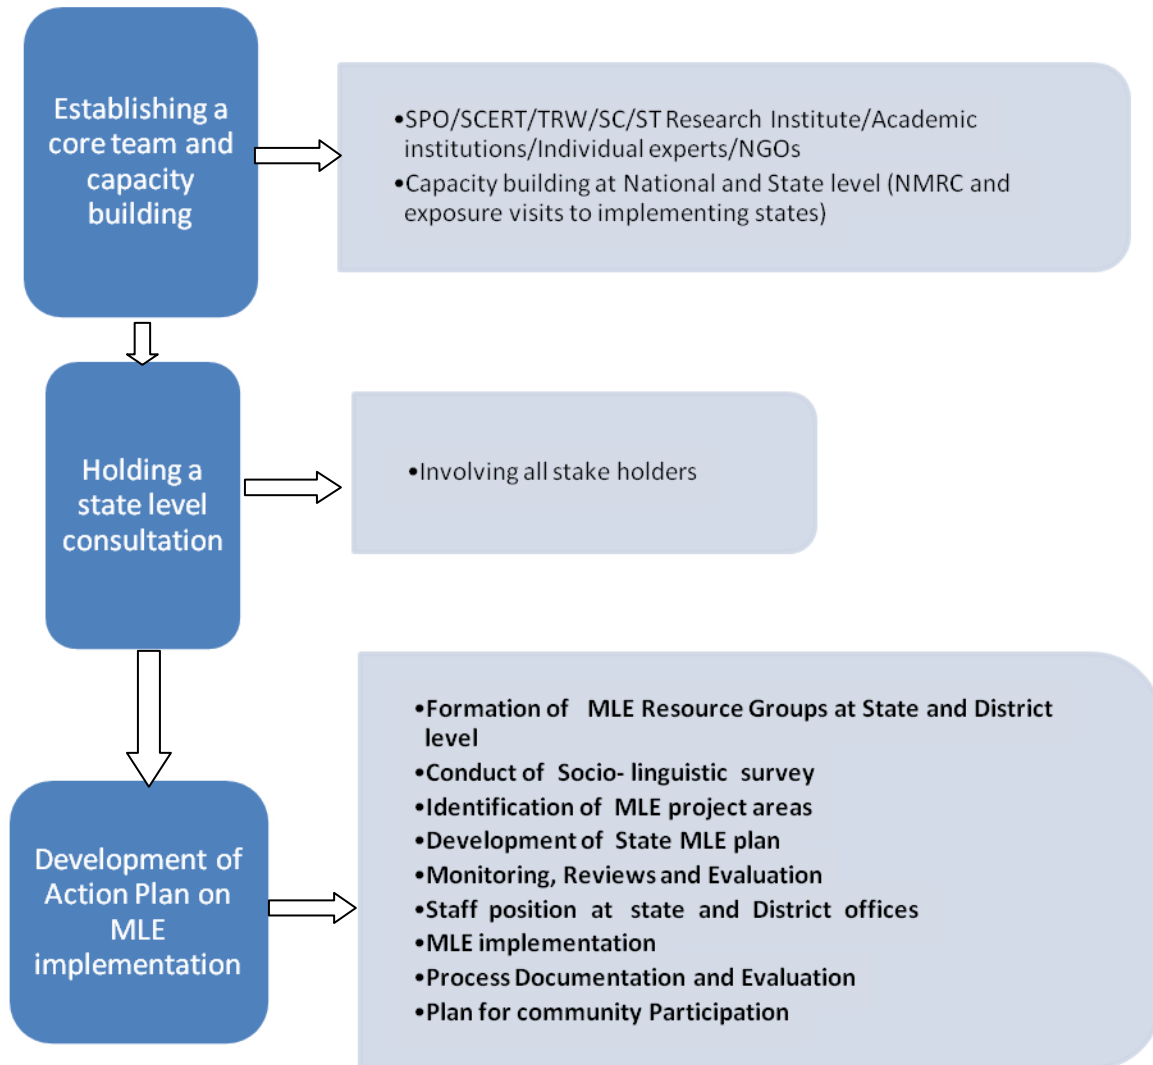 Establishing a
core team and
capacity
building
•SPO/SCERT/TRW/SC/ST Research Institute/Academic
institutions/Individual experts/NGOs
•Capacity building at National and State level (NMRC and
exposure visits to implementing states)
Holding a
state level
consultation
•Involving all stake holders
Development of
Action Plan on
MLE
implementation
•Formation of MLE Resource Groups at State and District
level
•Conduct of Socio- linguistic survey
•Identification of MLE project areas
•Development of State MLE plan
•Monitoring, Reviews and Evaluation
•Staff position at state and District offices
•MLE implementation
•Process Documentation and Evaluation
•Plan for community Participation